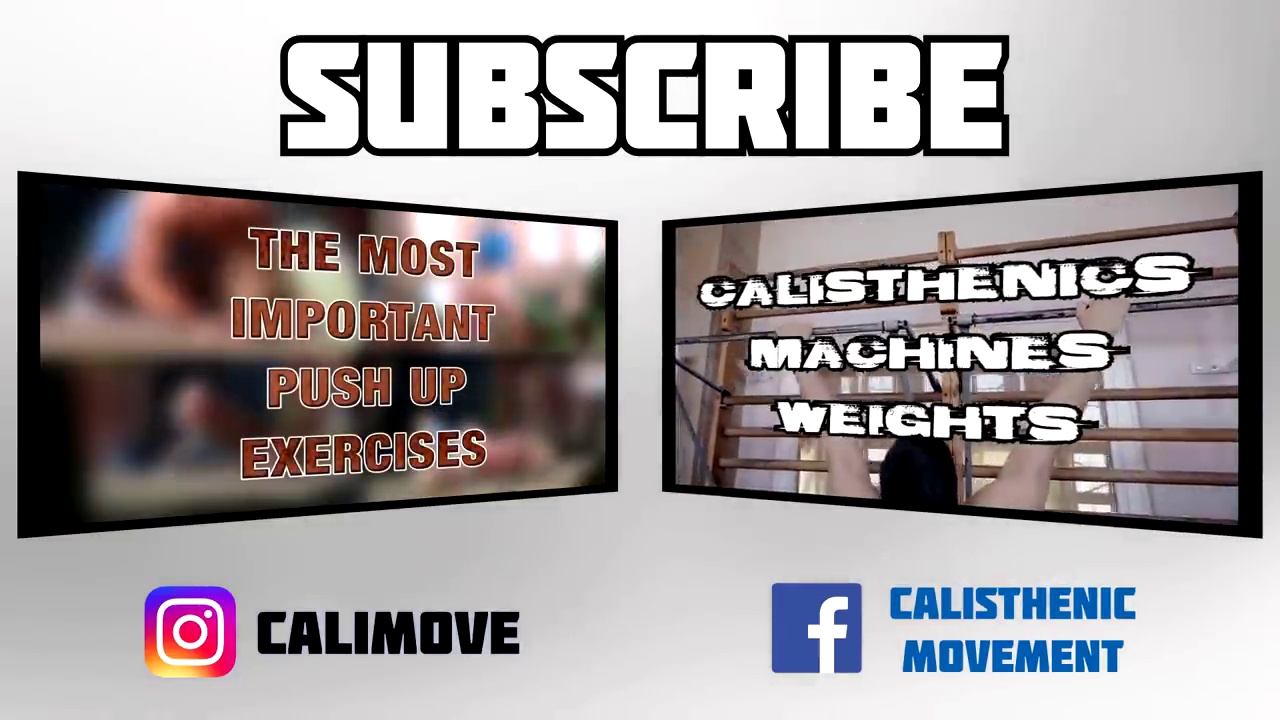 SUBSCRIBE
THE MOST
IMPORTANT
PUSH UP
EXERCISES
CALISTHENICS
MACHINES
WEIGHTS
CALIMOVE
CALISTHENIC
MOVEMENT